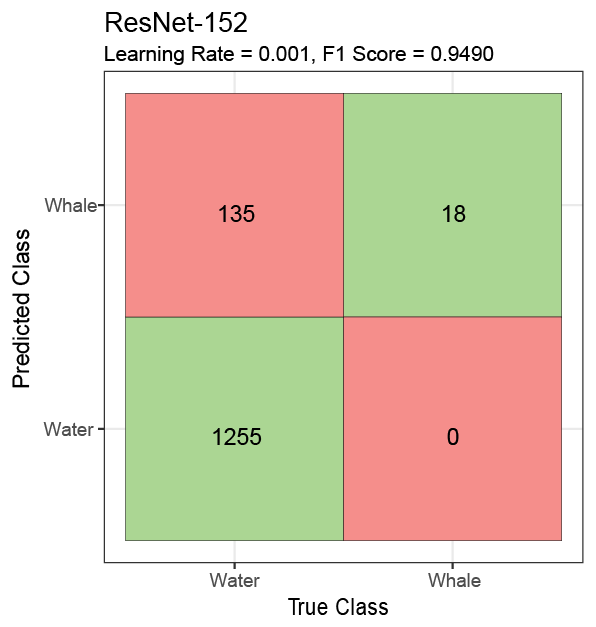 ResNet-152
Learning Rate = 0.001, F1 Score = 0.9490
Predicted Class
Whale
135
18
Water
1255
0
Water
Whale
True Class